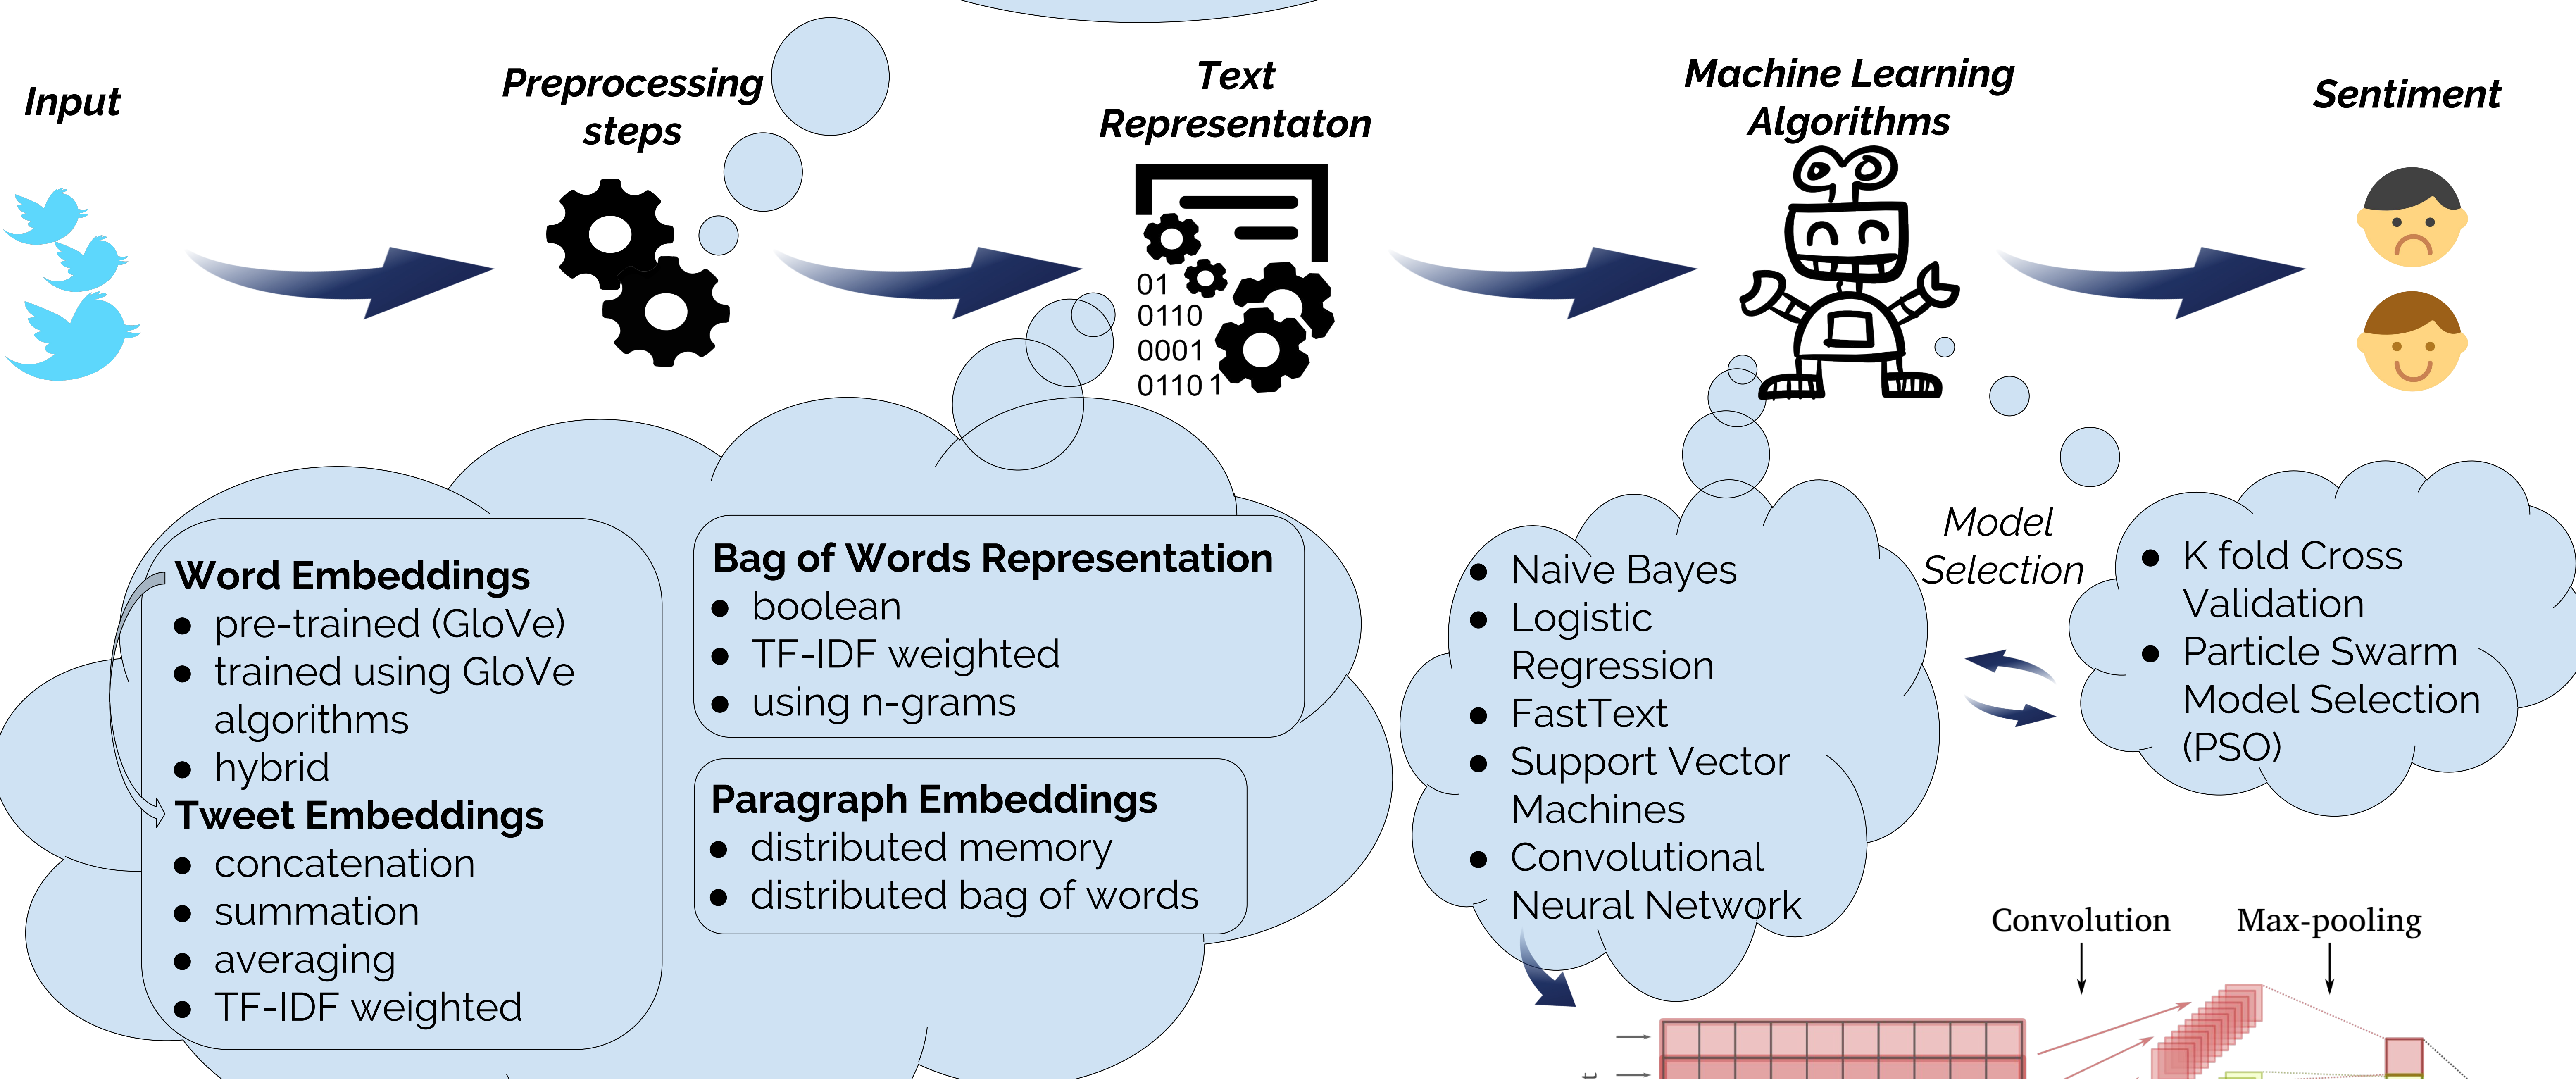 Input
Preprocessing
steps
Text
Representaton
Machine Learning
Algorithms
Sentiment
01
0110
0001
01101
Word Embeddings
● pre-trained (GloVe)
● trained using GloVe
algorithms
● hybrid
Tweet Embeddings
● concatenation
● summation
● averaging
● TF-IDF weighted
Bag of Words Representation
● boolean
● TF-IDF weighted
● using n-grams
Paragraph Embeddings
● distributed memory
● distributed bag of words
● Naive Bayes
● Logistic
Regression
● FastText
● Support Vector
Machines
● Convolutional
Neural Network
Model
Selection
● K fold Cross
Validation
● Particle Swarm
Model Selection
(PSO)
Convolution
Max-pooling